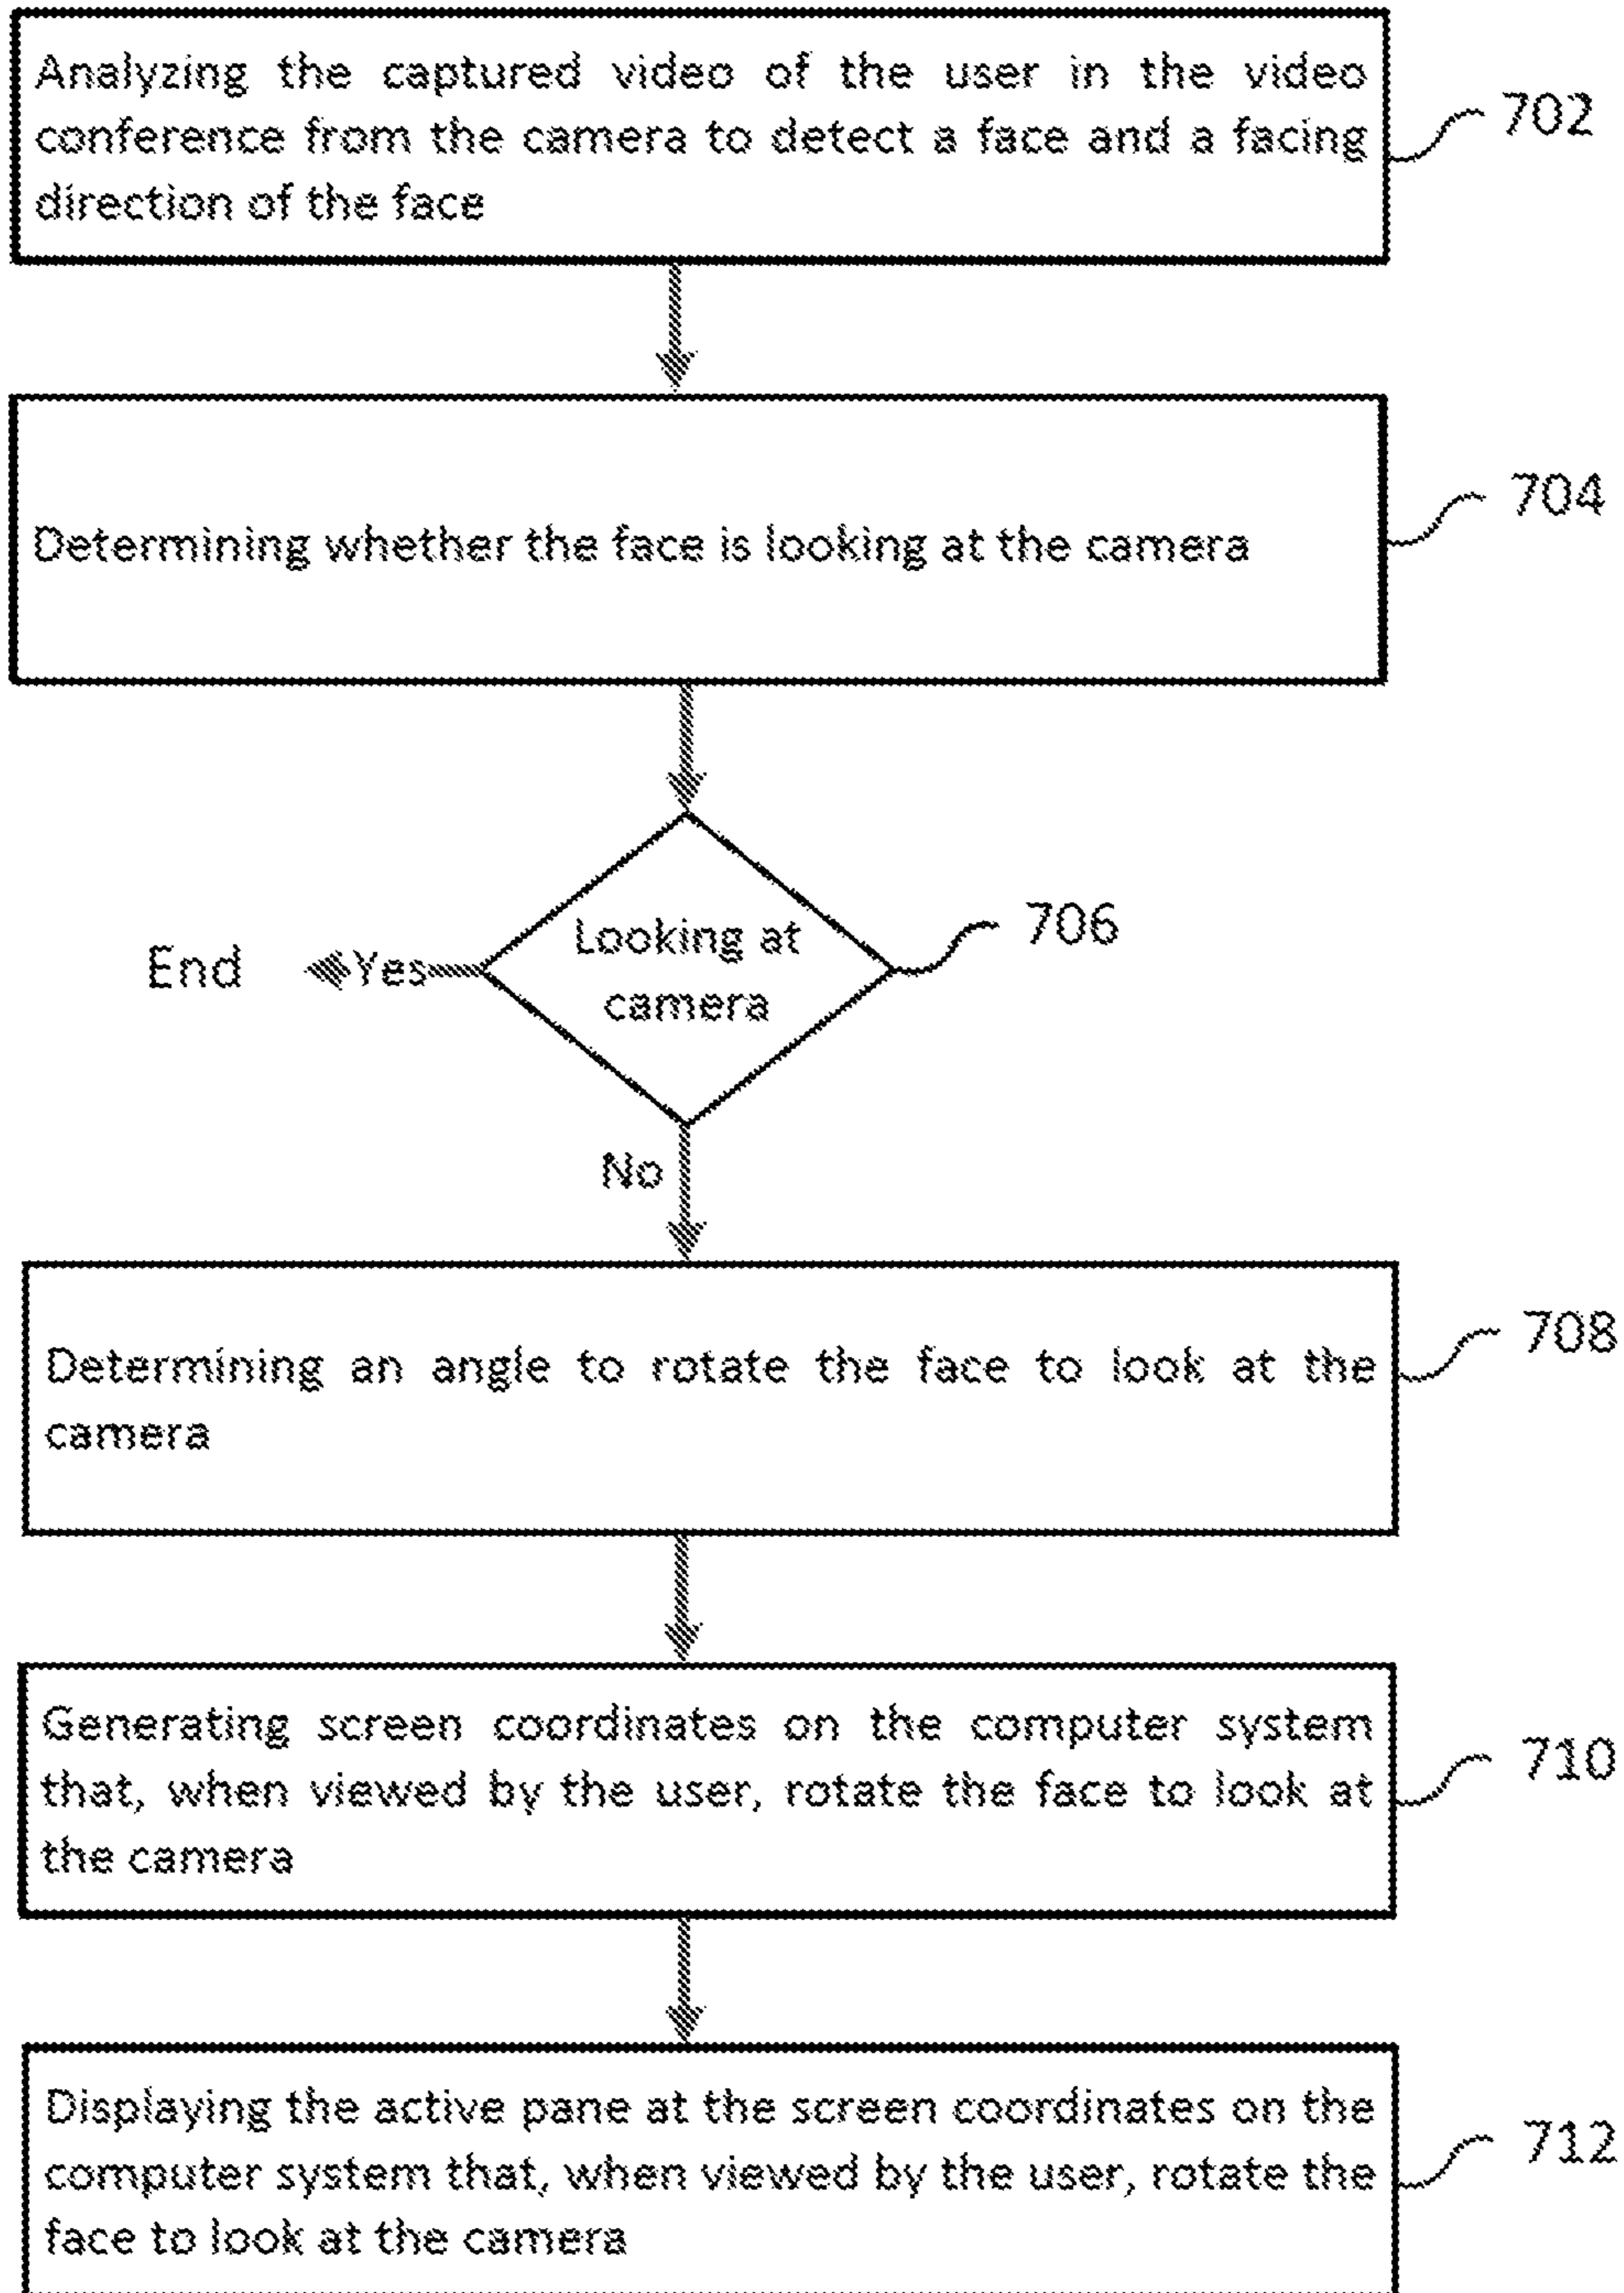 Analyzing the captured video of the user in the video
conference from the camera to detect a face and a facing
direction of the face
702
Determining whether the face is looking at the camera
704
Looking at
camera
706
Yes
End
No
Determining an angle to rotate the face to look at the
camera
708
Generating screen coordinates on the computer system
that, when viewed by the user, rotate the face to look at
the camera
710
Displaying the active pane at the screen coordinates on the
computer system that, when viewed by the user, rotate the
face to look at the camera
712